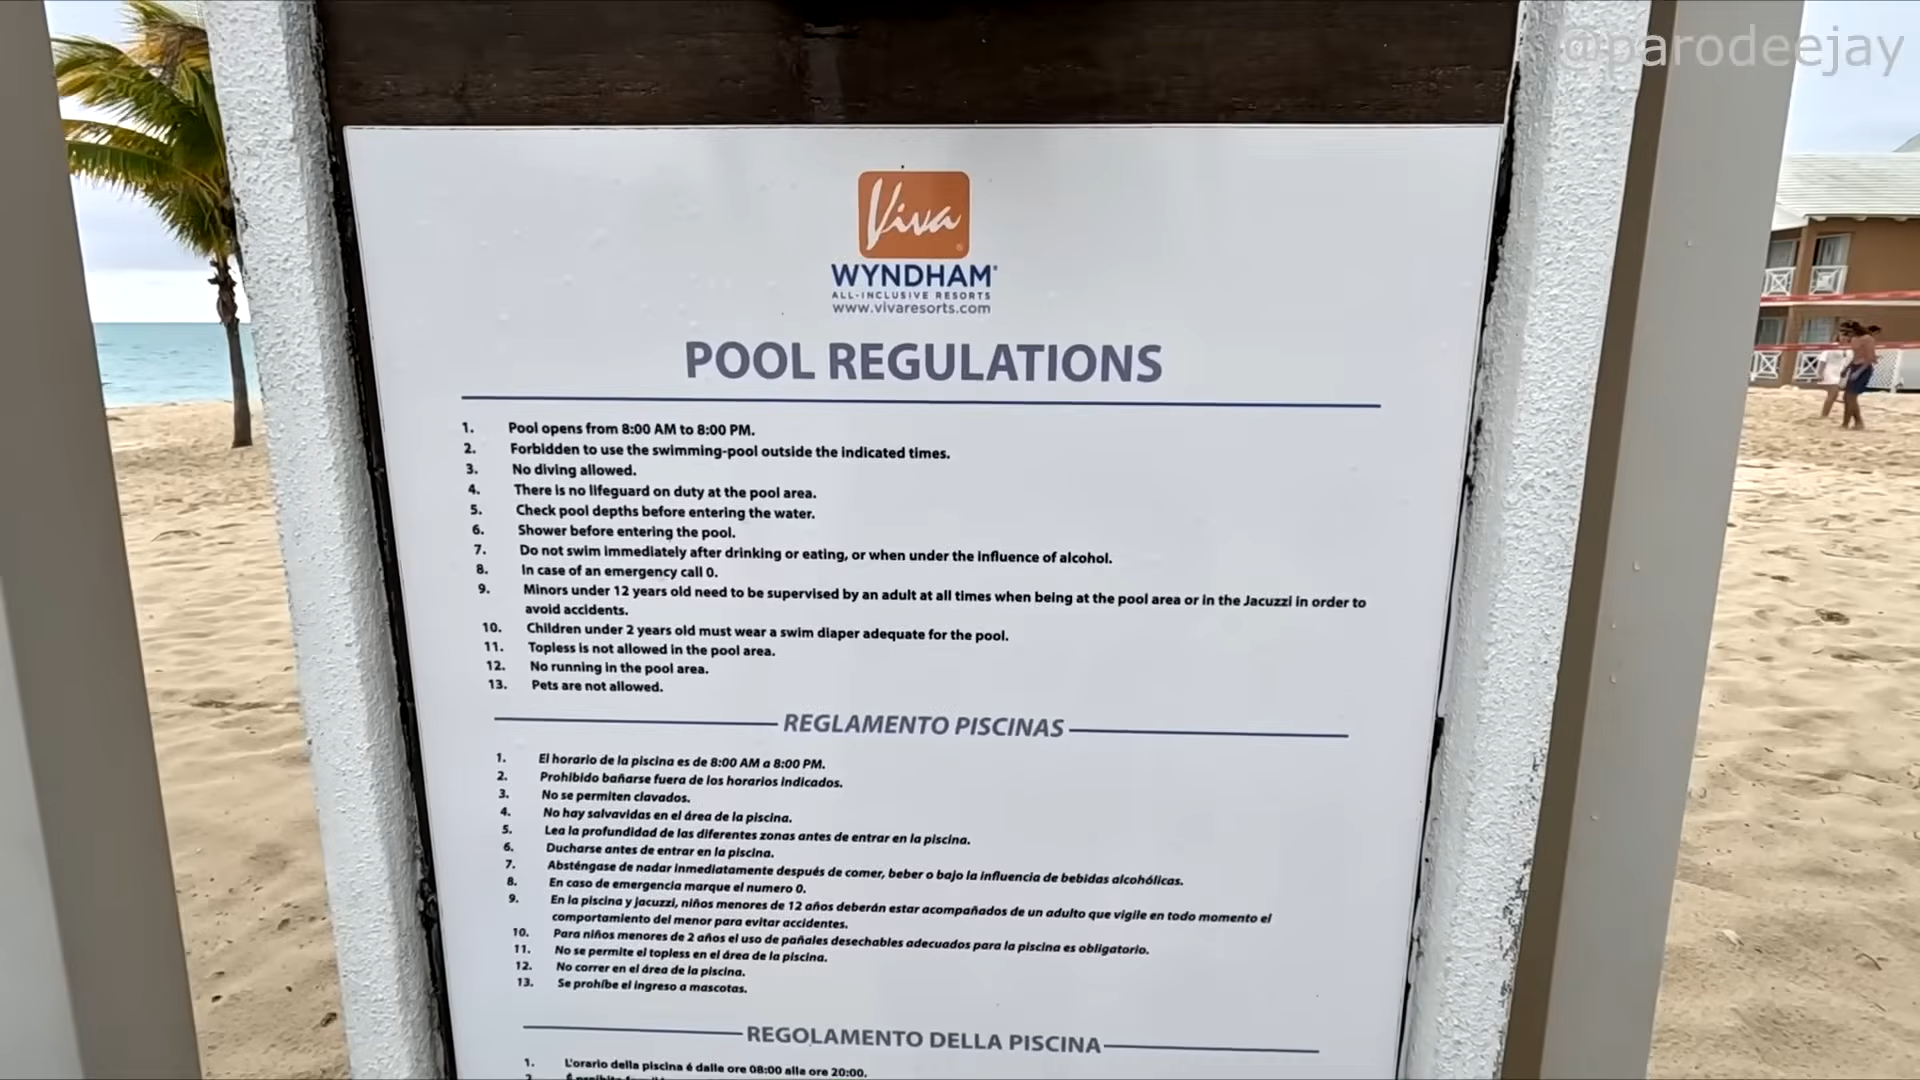 @parodeejay
Viva
WYNDHAM®
ALL-INCLUSIVE RESORTS
www.vivaresorts.com
POOL REGULATIONS
1. Pool opens from 8:00 AM to 8:00 PM.
2. Forbidden to use the swimming-pool outside the indicated times.
3. No diving allowed.
4. There is no lifeguard on duty at the pool area.
5. Check pool depths before entering the water.
6. Shower before entering the pool.
7. Do not swim immediately after drinking or eating, or when under the influence of alcohol.
8. In case of an emergency call 0.
9. Minors under 12 years old need to be supervised by an adult at all times when being at the pool area or in the Jacuzzi in order to
avoid accidents.
10. Children under 2 years old must wear a swim diaper adequate for the pool.
11. Topless is not allowed in the pool area.
12. No running in the pool area.
13. Pets are not allowed.
REGLAMENTO PISCINAS
1. El horario de la piscina es de 8:00 AM a 8:00 PM.
2. Prohibido bañarse fuera de los horarios indicados.
3. No se permiten clavados.
4. No hay salvavidas en el área de la piscina.
5. Lea la profundidad de las diferentes zonas antes de entrar en la piscina.
6. Ducharse antes de entrar en la piscina.
7. Absténgase de nadar inmediatamente después de comer, beber o bajo la influencia de bebidas alcohólicas.
8. En caso de emergencia marque el numero 0.
9. En la piscina y jacuzzi, niños menores de 12 años deberán estar acompañados de un adulto que vigile en todo momento el
comportamiento del menor para evitar accidentes.
10. Para niños menores de 2 años el uso de pañales desechables adecuados para la piscina es obligatorio.
11. No se permite el topless en el área de la piscina.
12. No correr en el área de la piscina.
13. Se prohíbe el ingreso a mascotas.
REGOLAMENTO DELLA PISCINA
1. L'orario della piscina é dalle ore 08:00 alle ore 20:00.